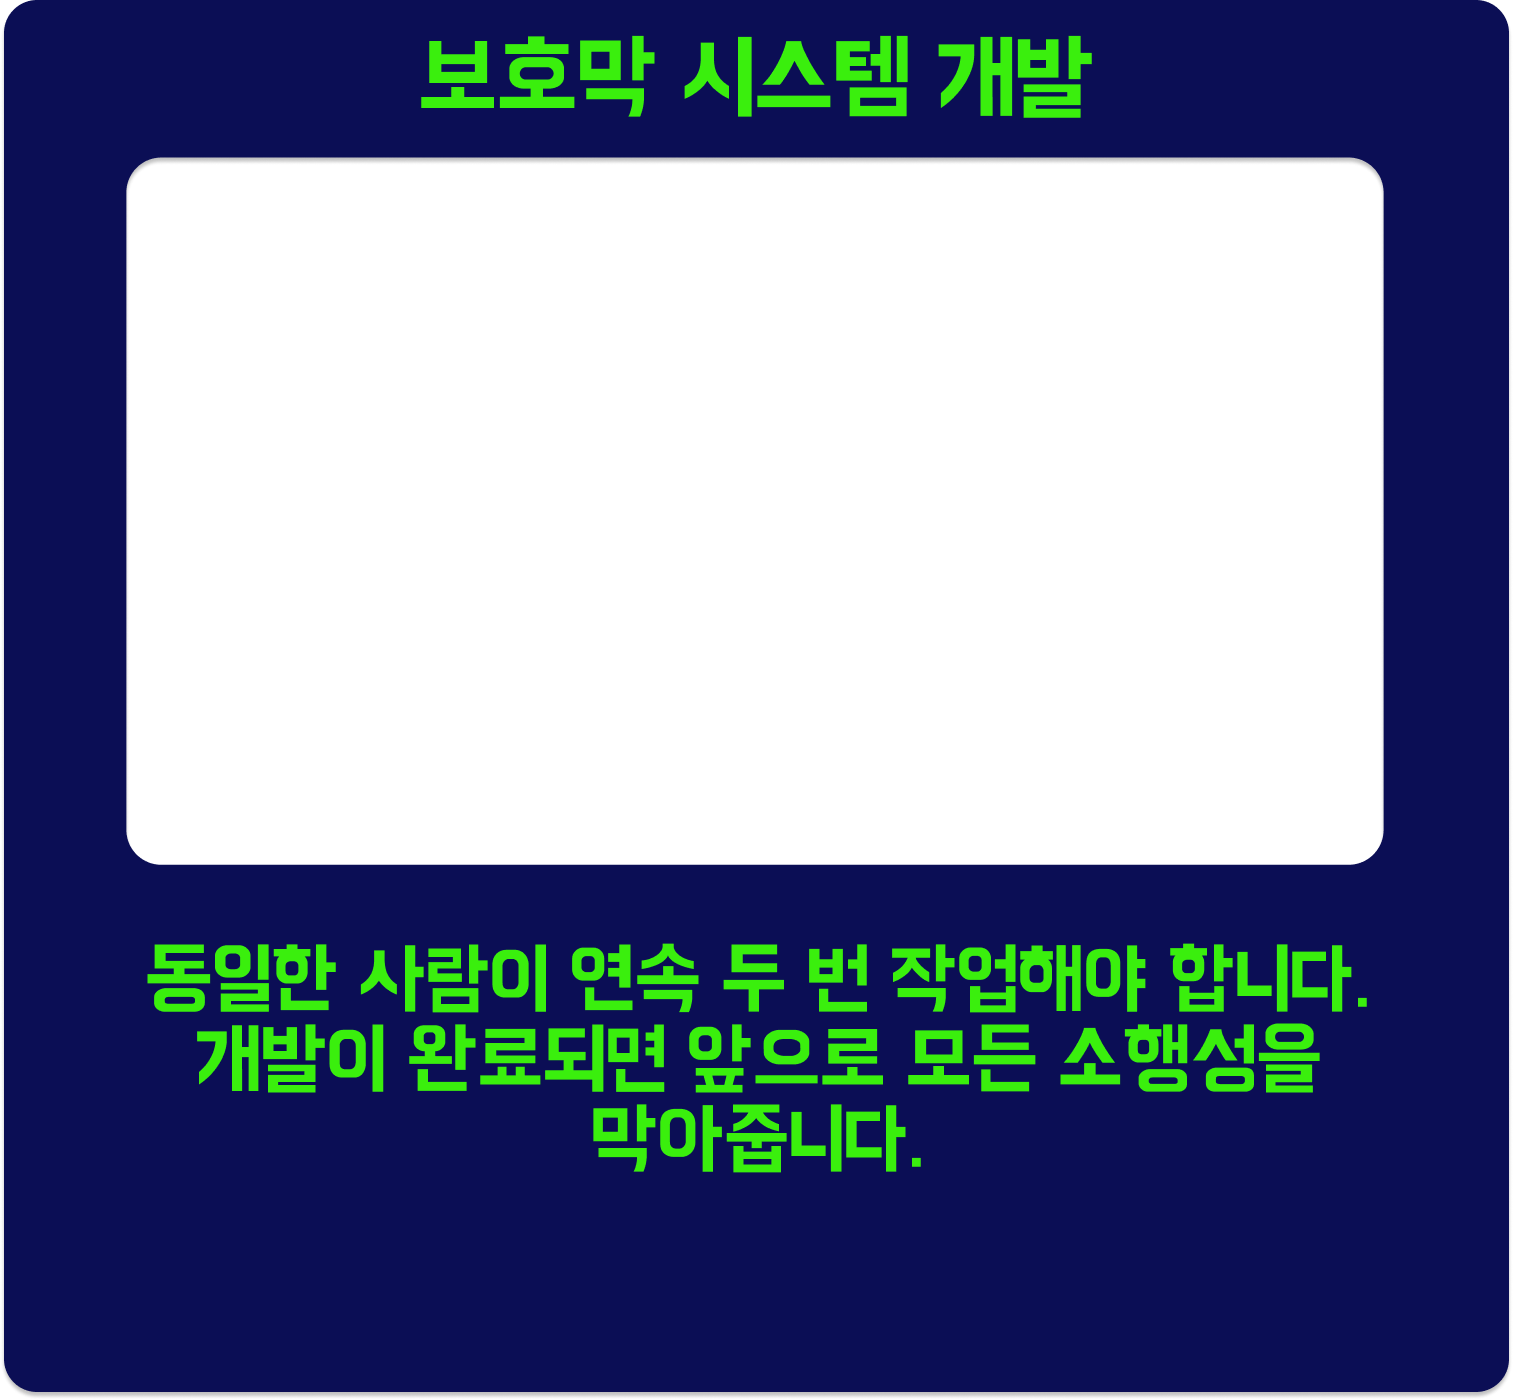 보호막 시스템 개발
동일한 사람이 연속 두 번 작업해야 합니다.
개발이 완료되면 앞으로 모든 소행성을
막아줍니다.